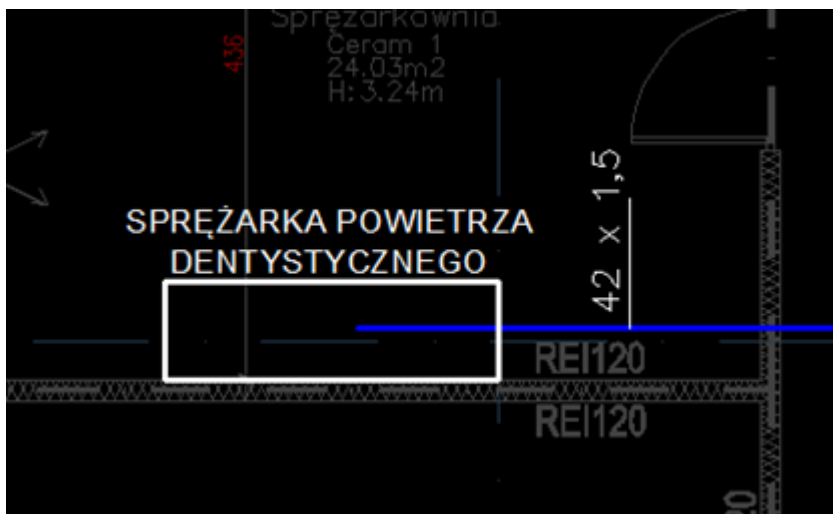 Sprężarkownia
Ceram 1
24.03m2
H: 3.24m
436
42 x 1,5
SPRĘŻARKA POWIETRZA
DENTYSTYCZNEGO
REI120
REI120